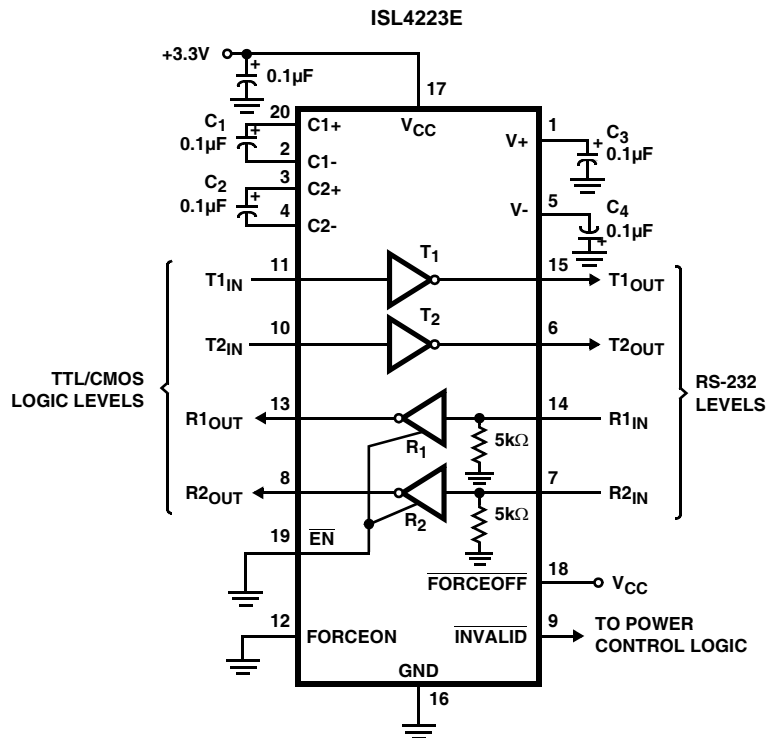 ISL4223E
+3.3V
+
0.1µF
17
20
C1+
VCC
1
C1
0.1µF
+
V+
+
C3
0.1µF
2
C1-
3
C2
C2+
0.1µF
+
4
C2-
5
V-
C4
0.1µF
+
T1
11
15
T1IN
T1OUT
T2
10
6
T2IN
T2OUT
TTL/CMOS
LOGIC LEVELS
RS-232
LEVELS
13
14
R1OUT
R1IN
R1
5kΩ
8
7
R2OUT
R2IN
R2
5kΩ
19
EN
18
FORCEOFF
VCC
12
FORCEON
9
INVALID
TO POWER
CONTROL LOGIC
GND
16